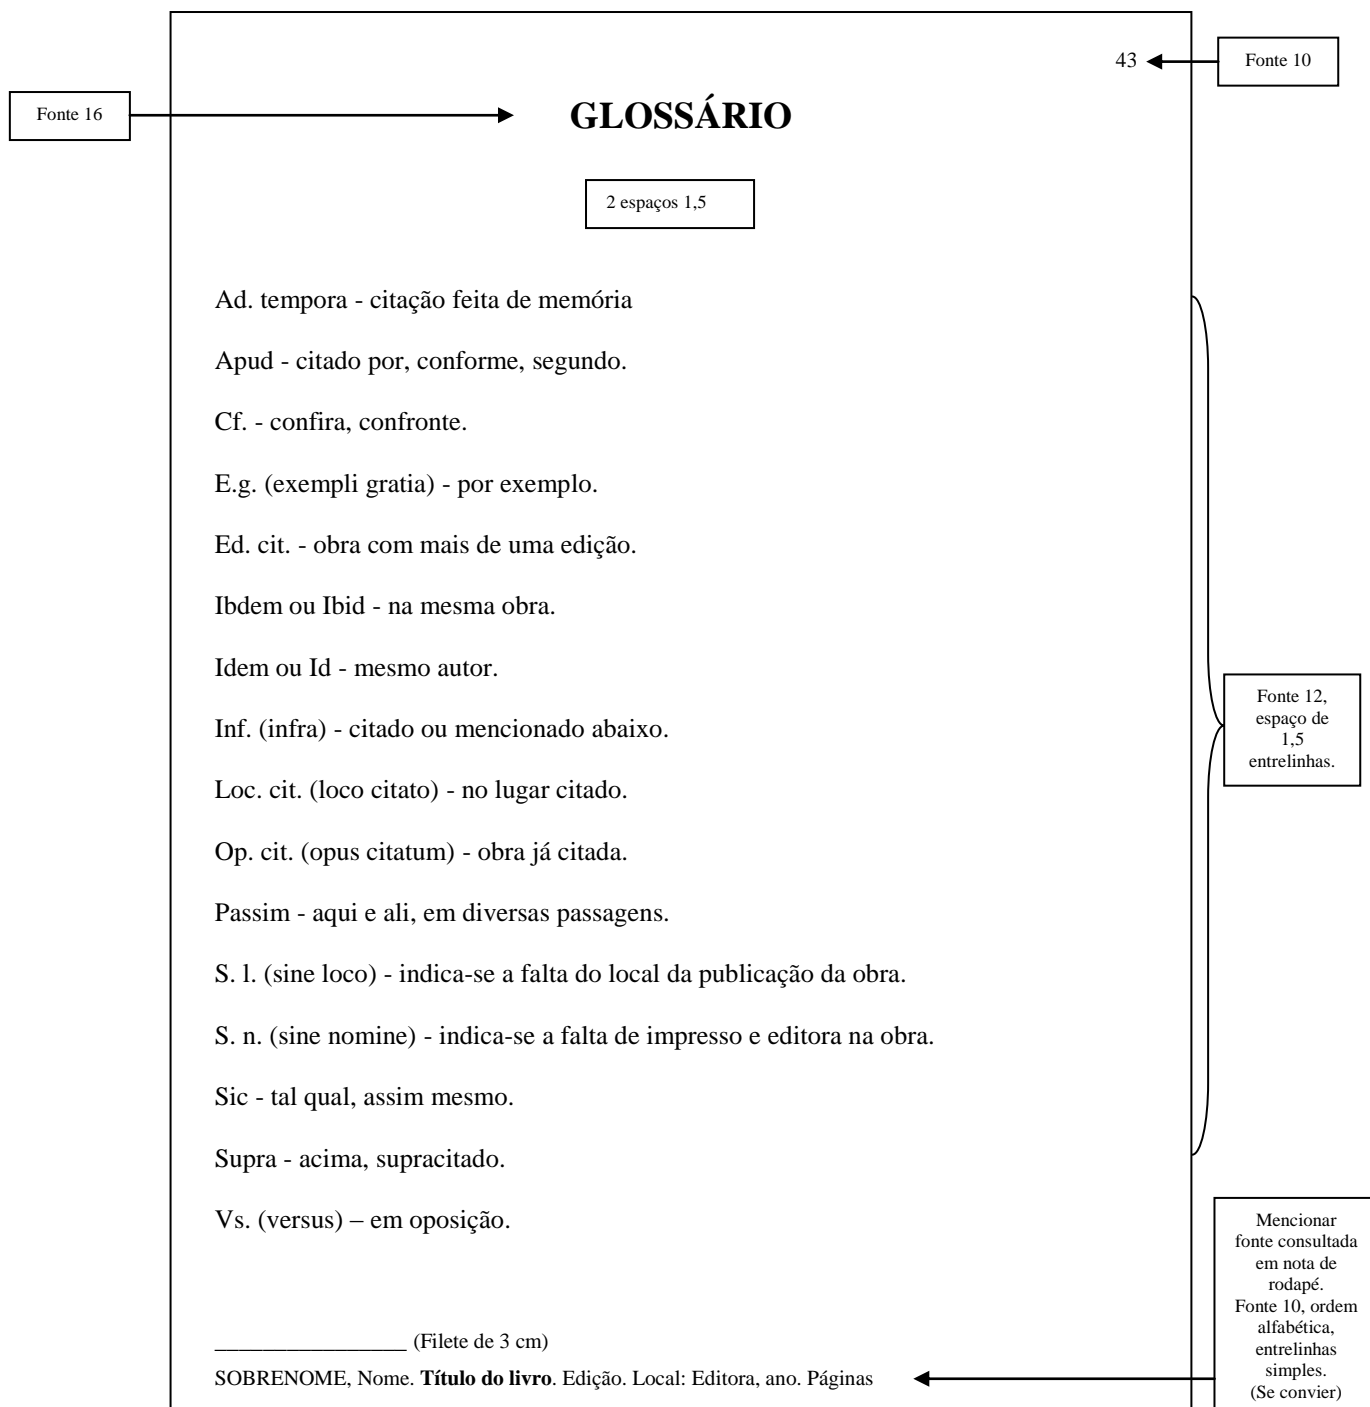 43
Fonte 10
Fonte 16
GLOSSÁRIO
2 espaços 1,5
Ad. tempora - citação feita de memória
Apud - citado por, conforme, segundo.
Cf. - confira, confronte.
E.g. (exempli gratia) - por exemplo.
Ed. cit. - obra com mais de uma edição.
Ibdem ou Ibid - na mesma obra.
Idem ou Id - mesmo autor.
Inf. (infra) - citado ou mencionado abaixo.
Loc. cit. (loco citato) - no lugar citado.
Op. cit. (opus citatum) - obra já citada.
Passim - aqui e ali, em diversas passagens.
S. l. (sine loco) - indica-se a falta do local da publicação da obra.
S. n. (sine nomine) - indica-se a falta de impresso e editora na obra.
Sic - tal qual, assim mesmo.
Supra - acima, supracitado.
Vs. (versus) – em oposição.
Fonte 12,
espaço de
1,5
entrelinhas.
__________________ (Filete de 3 cm)
SOBRENOME, Nome. Título do livro. Edição. Local: Editora, ano. Páginas
Mencionar
fonte consultada
em nota de
rodapé.
Fonte 10, ordem
alfabética,
entrelinhas
simples.
(Se convier)